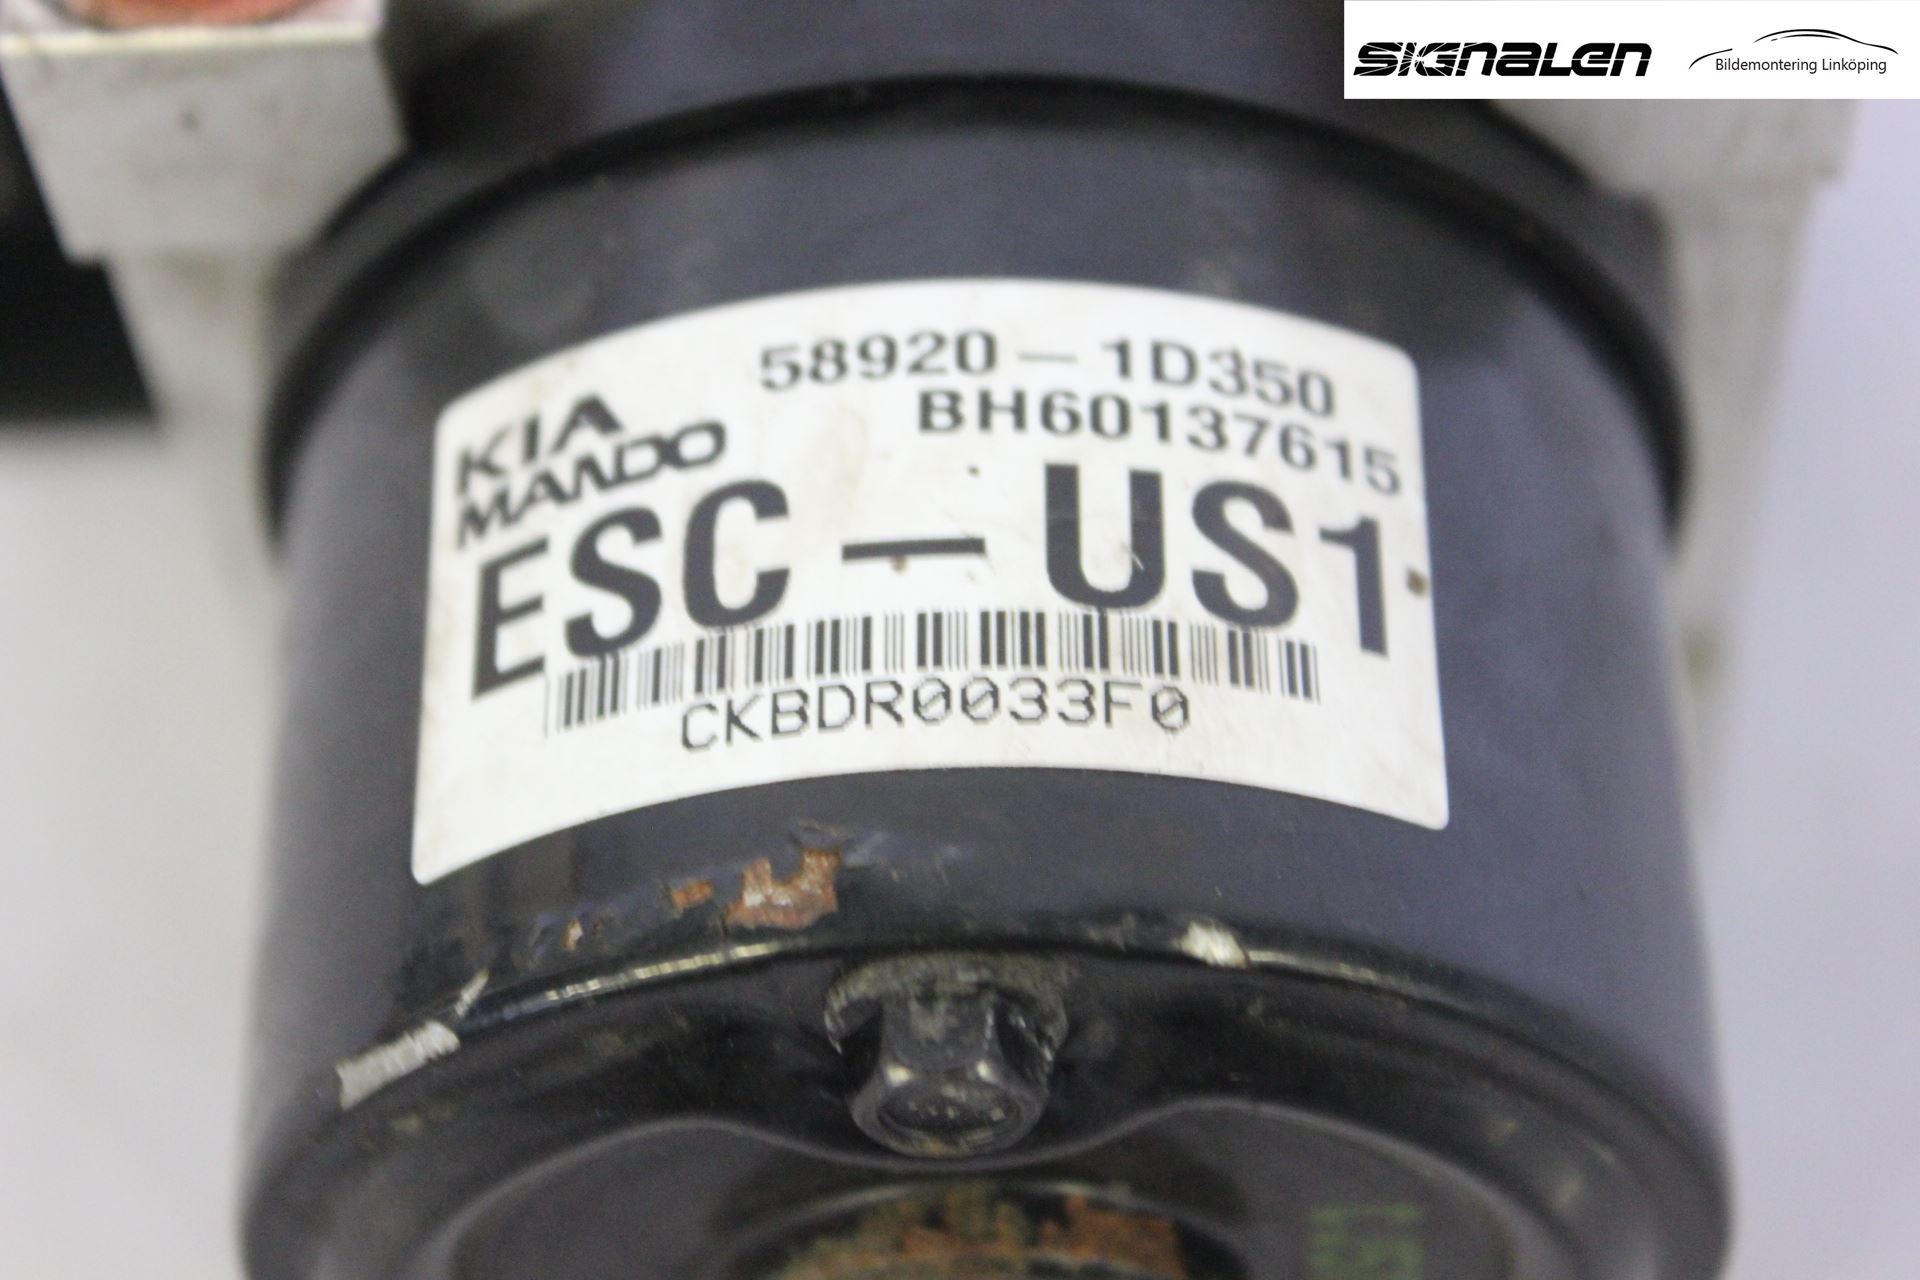 SIGNALEN
Bildemontering Linköping
58920-1D350
KIA
BH60137615
MANDO
ESC-US1
CKBDR0033F0